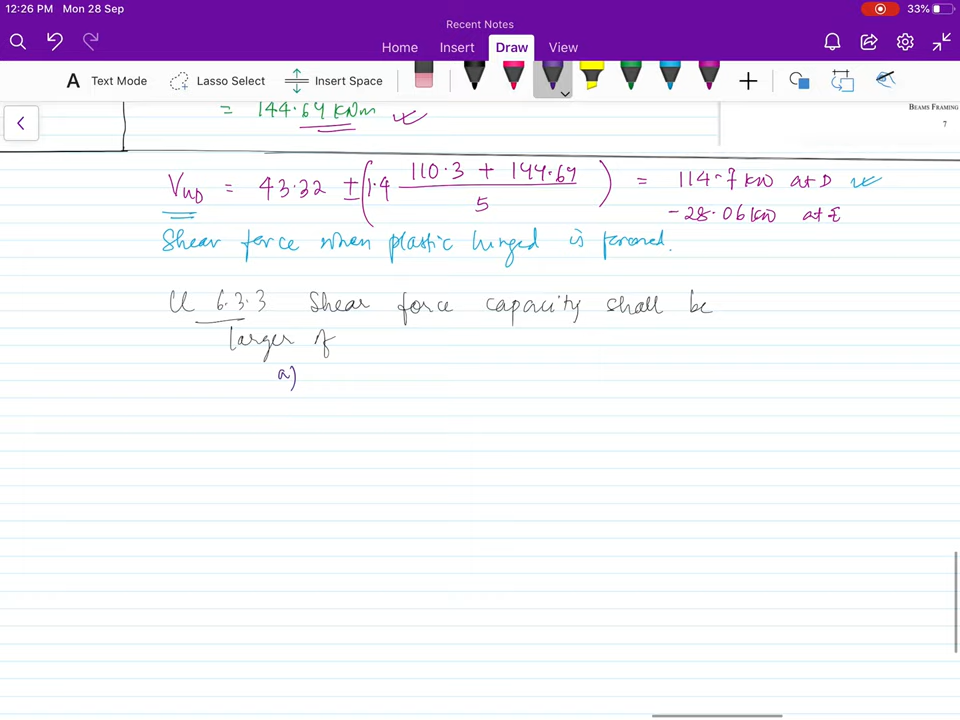 12:26 PM Mon 28 Sep
33%
Recent Notes
Home Insert Draw View
A Text Mode Lasso Select Insert Space
= 144.64 KNm
BEAMS FRAMING
7
VuD = 43.32 ± (1.4 110.3 + 144.64 / 5) = 114.7 KN at D
-28.06 KN at E
Shear force when plastic hinged is formed.
Cl 6.3.3 Shear force capacity shall be
larger of
a)